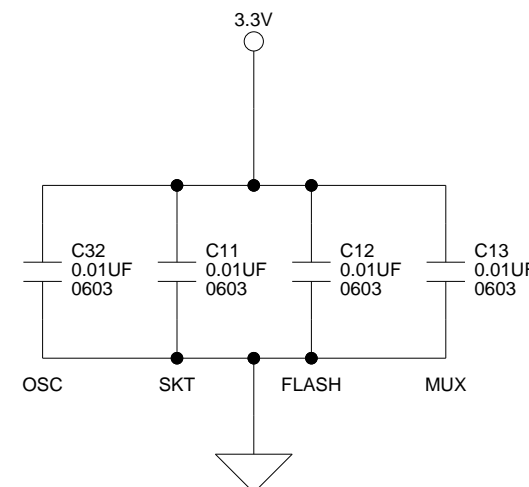 3.3V
C32
0.01UF
0603
C11
0.01UF
0603
C12
0.01UF
0603
C13
0.01UF
0603
OSC
SKT
FLASH
MUX